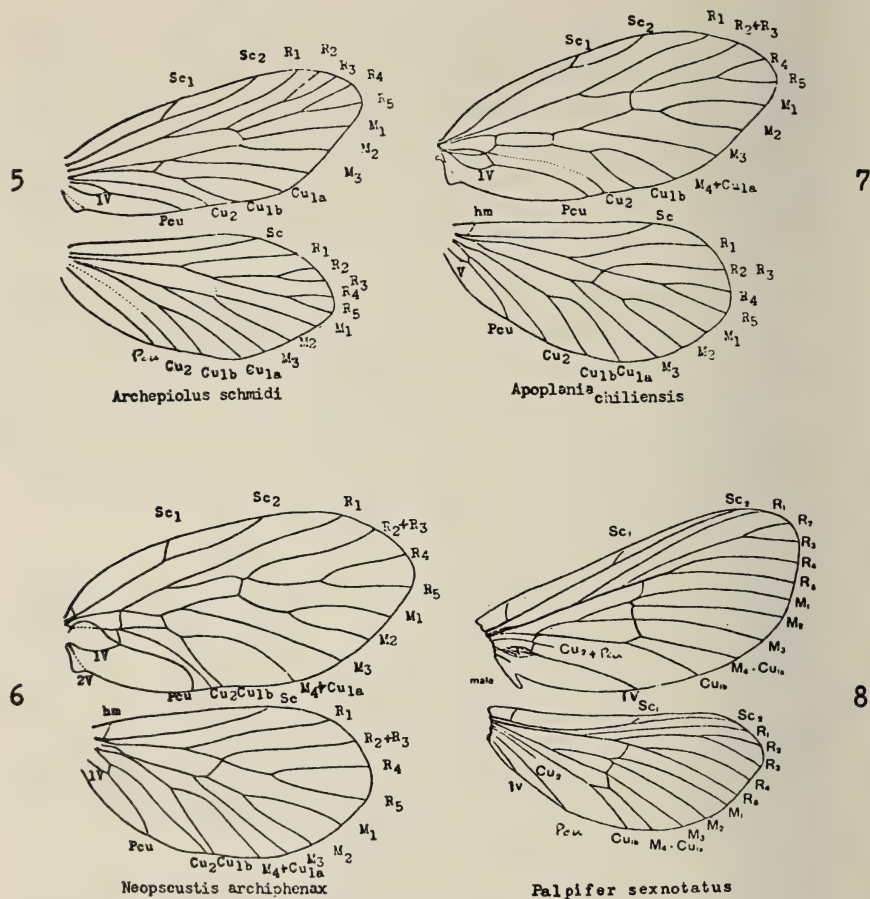 5
Sc1 Sc2 R1 R2 R3 R4 R5 M1 M2 M3 Cu1a Cu1b Cu2 Pcu 1V
Sc R1 R2 R3 R4 R5 M1 M2 M3 Cu1a Cu1b Cu2 Pcu
Archepiolus schmidi
7
Sc1 Sc2 R1 R2+R3 R4 R5 M1 M2 M3 M4+Cu1a Cu1b Cu2 Pcu 1V
hm Sc R1 R2 R3 R4 R5 M1 M2 M3 Cu1a Cu1b Cu2 Pcu V
Apoplania chiliensis
6
Sc1 Sc2 R1 R2+R3 R4 R5 M1 M2 M3 M4+Cu1a Cu1b Cu2 Pcu 1V 2V
hm Sc R1 R2+R3 R4 R5 M1 M2 M3 M4+Cu1a Cu1b Cu2 Pcu 1V
Neopscustis archiphenax
8
Sc1 Sc2 R1 R2 R3 R4 R5 M1 M2 M3 M4·Cu1a Cu1b 1V Cu2+Pcu male
Sc1 Sc2 R1 R2 R3 R4 R5 M1 M2 M3 M4·Cu1a Cu1b Pcu 1V Cu2
Palpifer sexnotatus